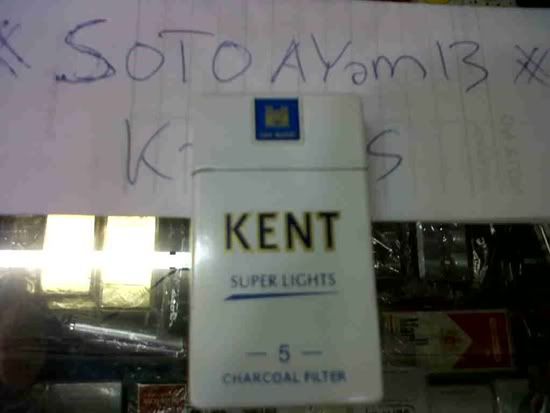 * SOTOAYam13 *
KENT
SUPER LIGHTS
5
CHARCOAL FILTER